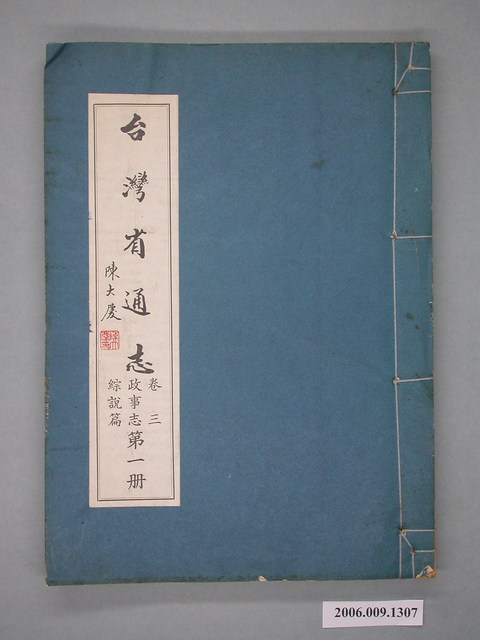 台灣省通志
卷三
政事志
綜說篇
第一册
陳大慶
2006.009.1307